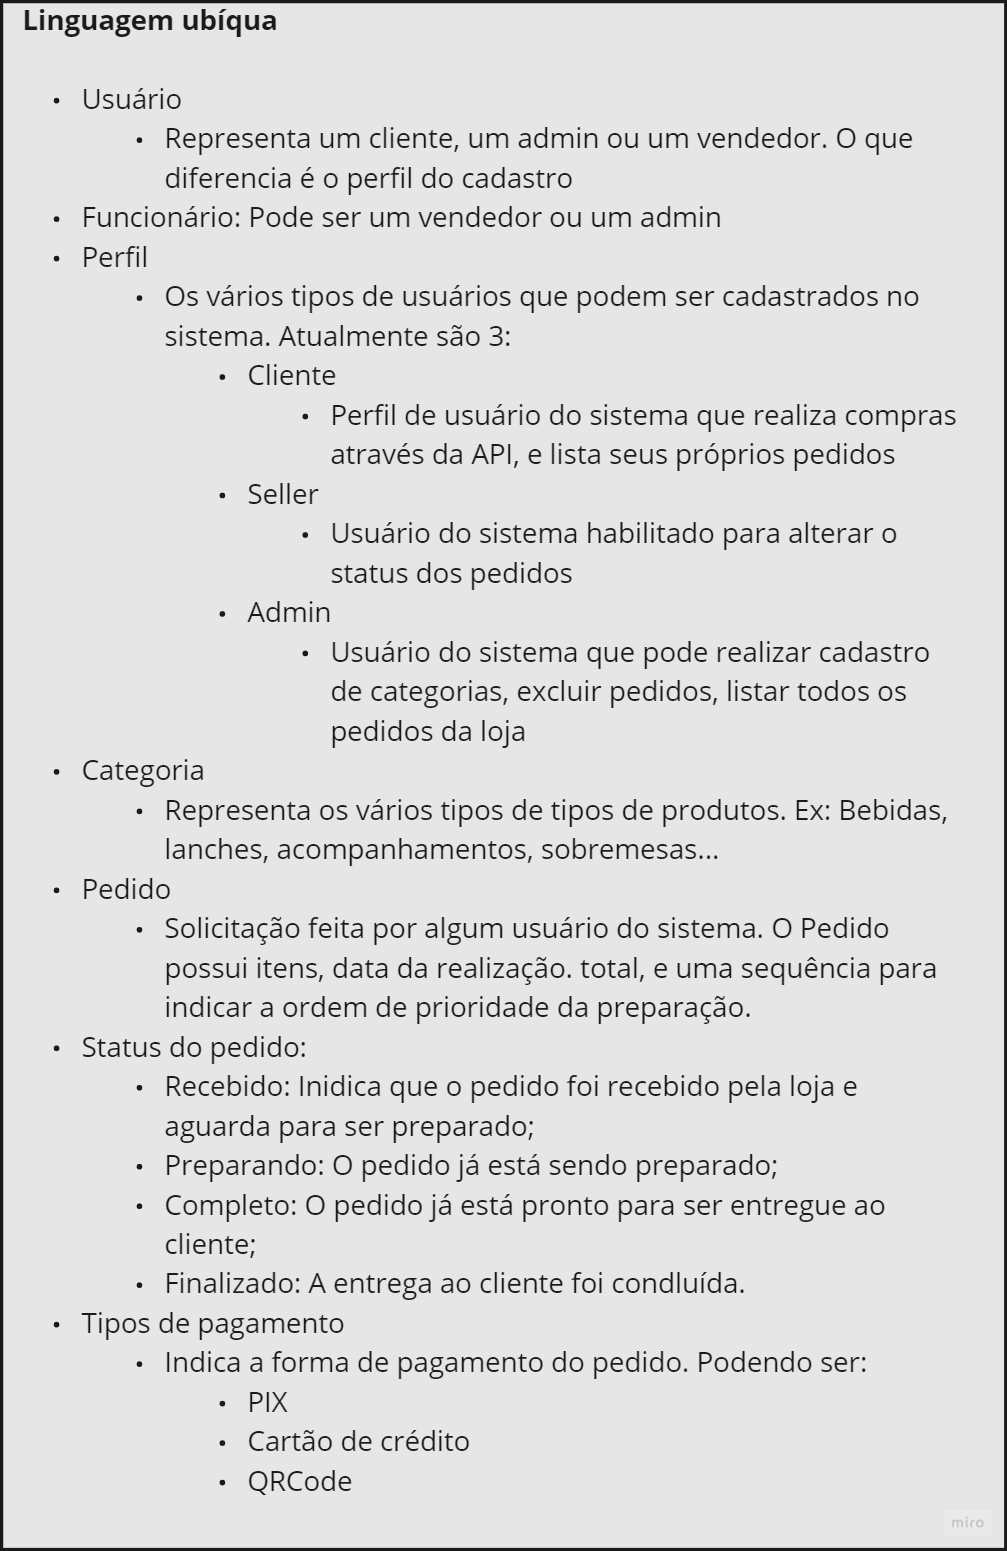 Linguagem ubíqua
• Usuário
• Representa um cliente, um admin ou um vendedor. O que
diferencia é o perfil do cadastro
• Funcionário: Pode ser um vendedor ou um admin
• Perfil
• Os vários tipos de usuários que podem ser cadastrados no
sistema. Atualmente são 3:
• Cliente
• Perfil de usuário do sistema que realiza compras
através da API, e lista seus próprios pedidos
• Seller
• Usuário do sistema habilitado para alterar o
status dos pedidos
• Admin
• Usuário do sistema que pode realizar cadastro
de categorias, excluir pedidos, listar todos os
pedidos da loja
• Categoria
• Representa os vários tipos de tipos de produtos. Ex: Bebidas,
lanches, acompanhamentos, sobremesas...
• Pedido
• Solicitação feita por algum usuário do sistema. O Pedido
possui itens, data da realização. total, e uma sequência para
indicar a ordem de prioridade da preparação.
• Status do pedido:
• Recebido: Inidica que o pedido foi recebido pela loja e
aguarda para ser preparado;
• Preparando: O pedido já está sendo preparado;
• Completo: O pedido já está pronto para ser entregue ao
cliente;
• Finalizado: A entrega ao cliente foi condluída.
• Tipos de pagamento
• Indica a forma de pagamento do pedido. Podendo ser:
• PIX
• Cartão de crédito
• QRCode
miro